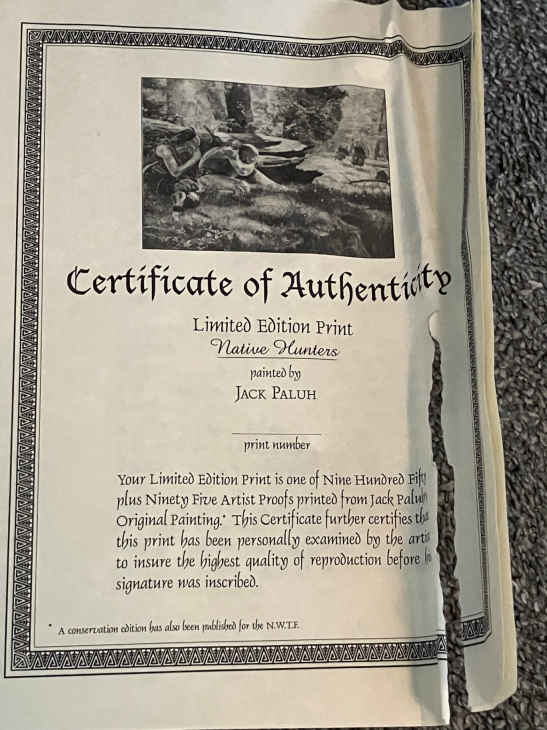 Certificate of Authenticity
Limited Edition Print
Native Hunters
painted by
Jack Paluh
print number
Your Limited Edition Print is one of Nine Hundred Fifty
plus Ninety Five Artist Proofs printed from Jack Paluh
Original Painting.* This Certificate further certifies
this print has been personally examined by the
to insure the highest quality of reproduction before
signature was inscribed.
* A conservation edition has also been published for the N.W.T.F.